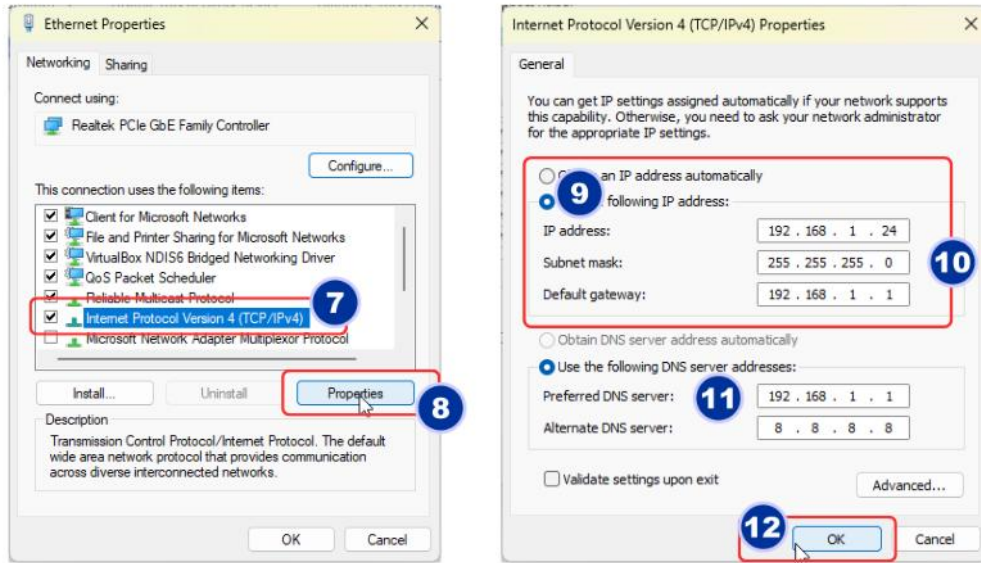 Ethernet Properties
Networking Sharing
Connect using:
Realtek PCIe GbE Family Controller
Configure...
This connection uses the following items:
Client for Microsoft Networks
File and Printer Sharing for Microsoft Networks
VirtualBox NDIS6 Bridged Networking Driver
QoS Packet Scheduler
Reliable Multicast Protocol
7
Internet Protocol Version 4 (TCP/IPv4)
Microsoft Network Adapter Multiplexor Protocol
Install... Uninstall Properties
8
Description
Transmission Control Protocol/Internet Protocol. The default
wide area network protocol that provides communication
across diverse interconnected networks.
OK Cancel
Internet Protocol Version 4 (TCP/IPv4) Properties
General
You can get IP settings assigned automatically if your network supports
this capability. Otherwise, you need to ask your network administrator
for the appropriate IP settings.
an IP address automatically
9
following IP address:
IP address: 192 . 168 . 1 . 24
Subnet mask: 255 . 255 . 255 . 0
10
Default gateway: 192 . 168 . 1 . 1
Obtain DNS server address automatically
Use the following DNS server addresses:
Preferred DNS server: 11 192 . 168 . 1 . 1
Alternate DNS server: 8 . 8 . 8 . 8
Validate settings upon exit
Advanced...
12
OK Cancel